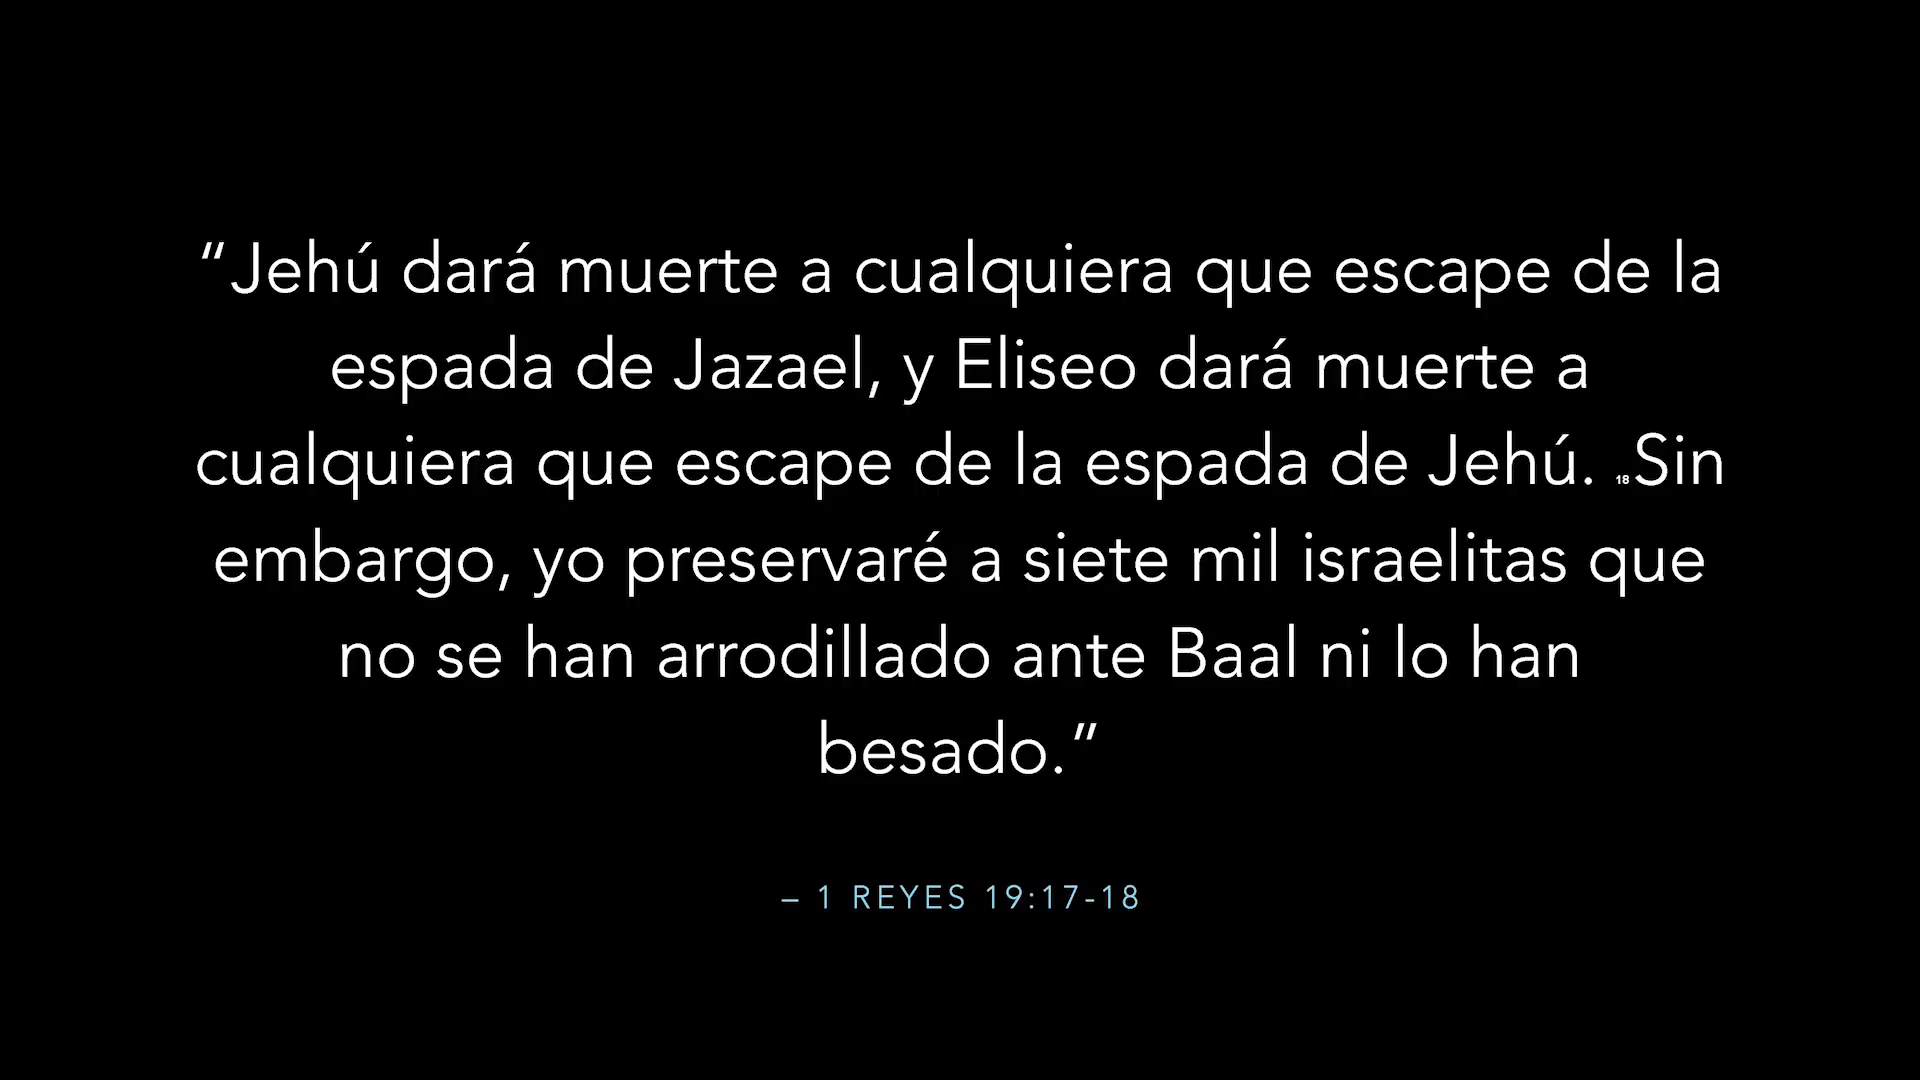 “Jehú dará muerte a cualquiera que escape de la
espada de Jazael, y Eliseo dará muerte a
cualquiera que escape de la espada de Jehú. 18Sin
embargo, yo preservaré a siete mil israelitas que
no se han arrodillado ante Baal ni lo han
besado.”
– 1 REYES 19:17-18